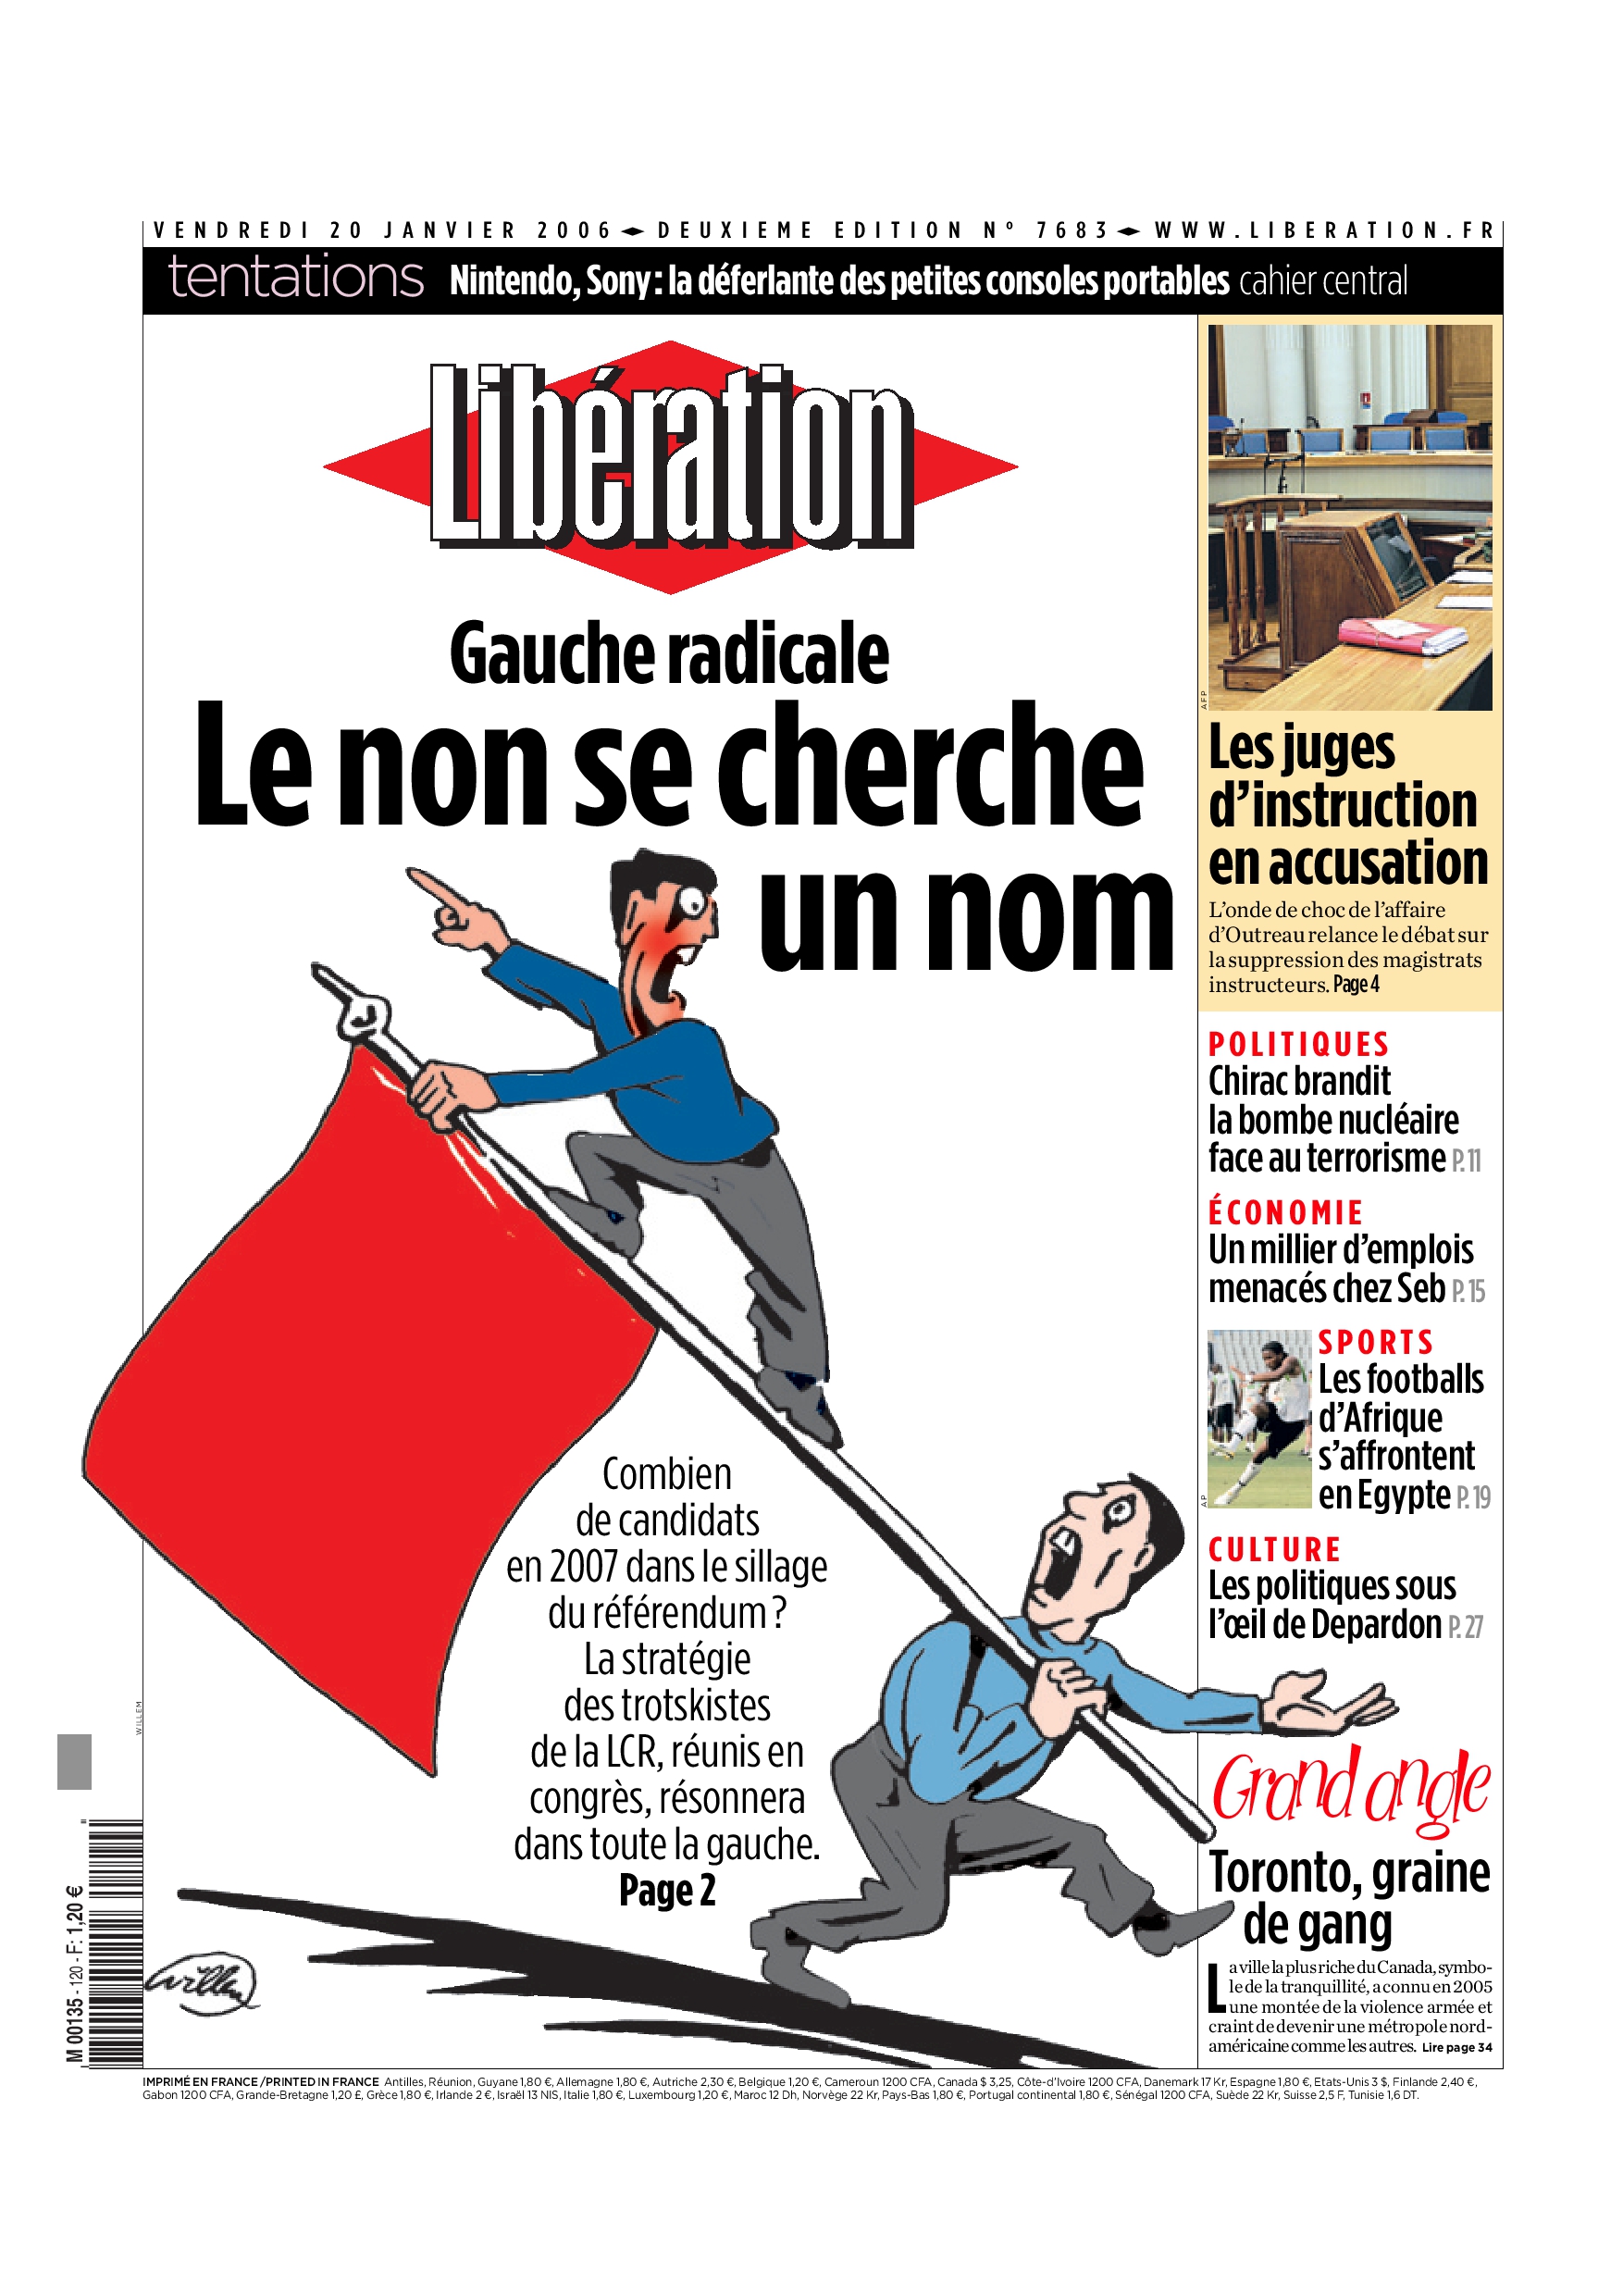 VENDREDI 20 JANVIER 2006 ◆ DEUXIEME EDITION Nº 7683 ◆ WWW.LIBERATION.FR
tentations Nintendo, Sony : la déferlante des petites consoles portables cahier central
Libération
Gauche radicale
Le non se cherche
un nom
Combien
de candidats
en 2007 dans le sillage
du référendum ?
La stratégie
des trotskistes
de la LCR, réunis en
congrès, résonnera
dans toute la gauche.
Page 2
WILLEM
Willem
M 00135 - 120 - F: 1,20 €
AFP
Les juges
d'instruction
en accusation
L'onde de choc de l'affaire
d'Outreau relance le débat sur
la suppression des magistrats
instructeurs. Page 4
POLITIQUES
Chirac brandit
la bombe nucléaire
face au terrorisme P. 11
ÉCONOMIE
Un millier d'emplois
menacés chez Seb P. 15
AP
SPORTS
Les footballs
d'Afrique
s'affrontent
en Egypte P. 19
CULTURE
Les politiques sous
l'œil de Depardon P. 27
Grand angle
Toronto, graine
de gang
La ville la plus riche du Canada, symbo-
le de la tranquillité, a connu en 2005
une montée de la violence armée et
craint de devenir une métropole nord-
américaine comme les autres. Lire page 34
IMPRIMÉ EN FRANCE / PRINTED IN FRANCE Antilles, Réunion, Guyane 1,80 €, Allemagne 1,80 €, Autriche 2,30 €, Belgique 1,20 €, Cameroun 1200 CFA, Canada $ 3,25, Côte-d'Ivoire 1200 CFA, Danemark 17 Kr, Espagne 1,80 €, Etats-Unis 3 $, Finlande 2,40 €,
Gabon 1200 CFA, Grande-Bretagne 1,20 £, Grèce 1,80 €, Irlande 2 €, Israël 13 NIS, Italie 1,80 €, Luxembourg 1,20 €, Maroc 12 Dh, Norvège 22 Kr, Pays-Bas 1,80 €, Portugal continental 1,80 €, Sénégal 1200 CFA, Suède 22 Kr, Suisse 2,5 F, Tunisie 1,6 DT.